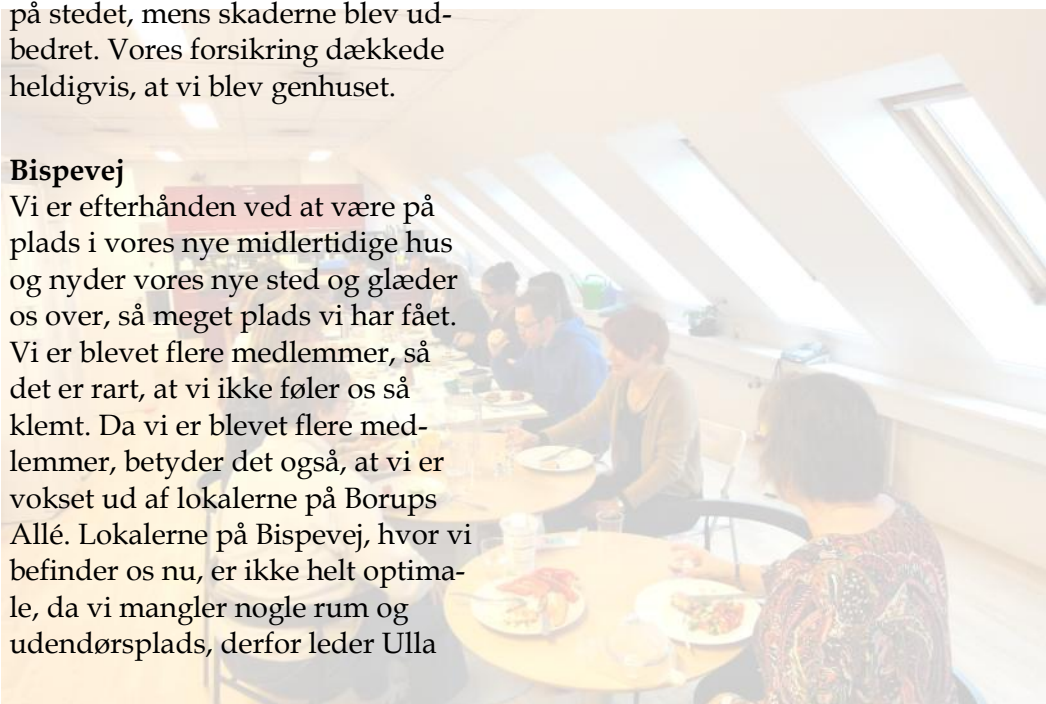 på stedet, mens skaderne blev ud-
bedret. Vores forsikring dækkede
heldigvis, at vi blev genhuset.
Bispevej
Vi er efterhånden ved at være på
plads i vores nye midlertidige hus
og nyder vores nye sted og glæder
os over, så meget plads vi har fået.
Vi er blevet flere medlemmer, så
det er rart, at vi ikke føler os så
klemt. Da vi er blevet flere med-
lemmer, betyder det også, at vi er
vokset ud af lokalerne på Borups
Allé. Lokalerne på Bispevej, hvor vi
befinder os nu, er ikke helt optima-
le, da vi mangler nogle rum og
udendørsplads, derfor leder Ulla